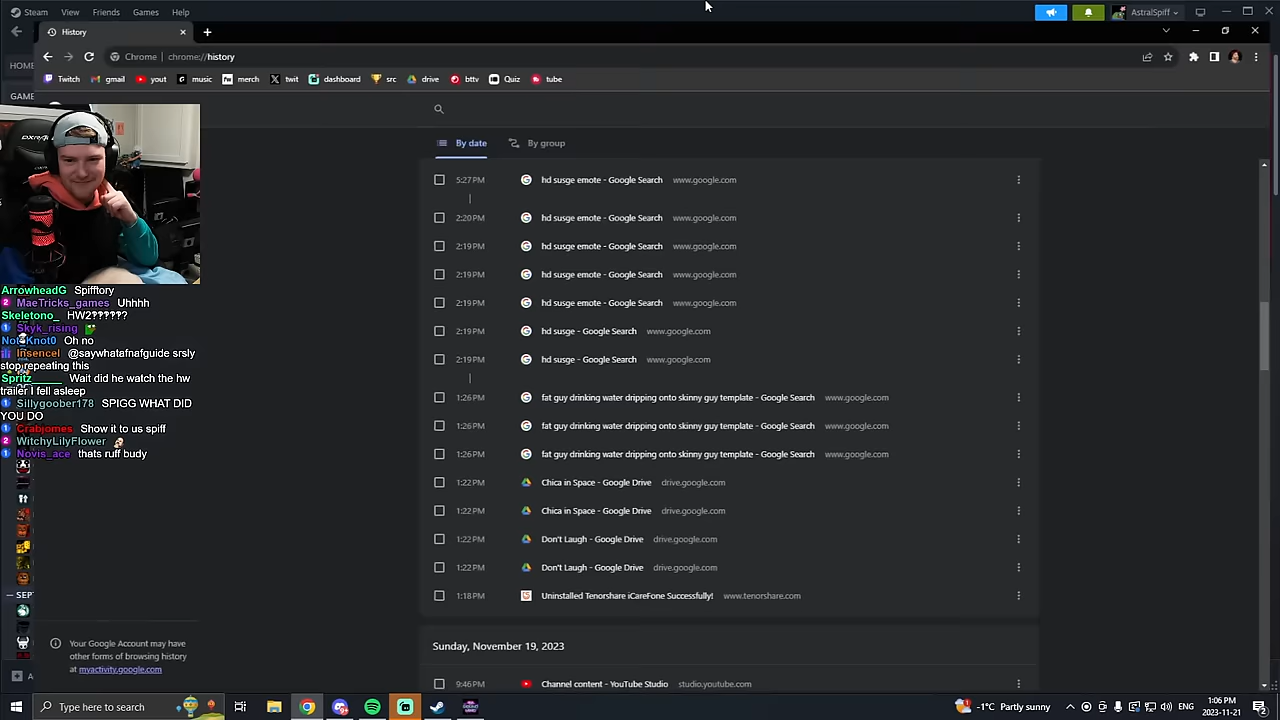 Steam View Friends Games Help AstralSpiff
History
Chrome chrome://history
Twitch gmail yout music merch twit dashboard src drive bttv Quiz tube
HOME
GAME
By date By group
5:27 PM hd susge emote - Google Search www.google.com
2:20 PM hd susge emote - Google Search www.google.com
2:19 PM hd susge emote - Google Search www.google.com
2:19 PM hd susge emote - Google Search www.google.com
2:19 PM hd susge emote - Google Search www.google.com
2:19 PM hd susge - Google Search www.google.com
2:19 PM hd susge - Google Search www.google.com
1:26 PM fat guy drinking water dripping onto skinny guy template - Google Search www.google.com
1:26 PM fat guy drinking water dripping onto skinny guy template - Google Search www.google.com
1:26 PM fat guy drinking water dripping onto skinny guy template - Google Search www.google.com
1:22 PM Chica in Space - Google Drive drive.google.com
1:22 PM Chica in Space - Google Drive drive.google.com
1:22 PM Don't Laugh - Google Drive drive.google.com
1:22 PM Don't Laugh - Google Drive drive.google.com
1:18 PM Uninstalled Tenorshare iCareFone Successfully! www.tenorshare.com
Sunday, November 19, 2023
9:46 PM Channel content - YouTube Studio studio.youtube.com
ArrowheadG Spifftory
2 MaeTricks_games Uhhhh
Skeletono_ HW2?????
1 Skyk_rising
Not_Knot0 Oh no
Insencel @saywhatafnafguide srsly
stop repeating this
Spritz_____ Wait did he watch the hw
trailer I fell asleep
1 Sillygoober178 SPIGG WHAT DID
YOU DO
2 Crabjomes Show it to us spiff
2 WitchyLilyFlower
1 Novis_ace thats ruff budy
SEPT
Your Google Account may have
other forms of browsing history
at myactivity.google.com
Type here to search
-1°C Partly sunny
1:06 PM
2023-11-21